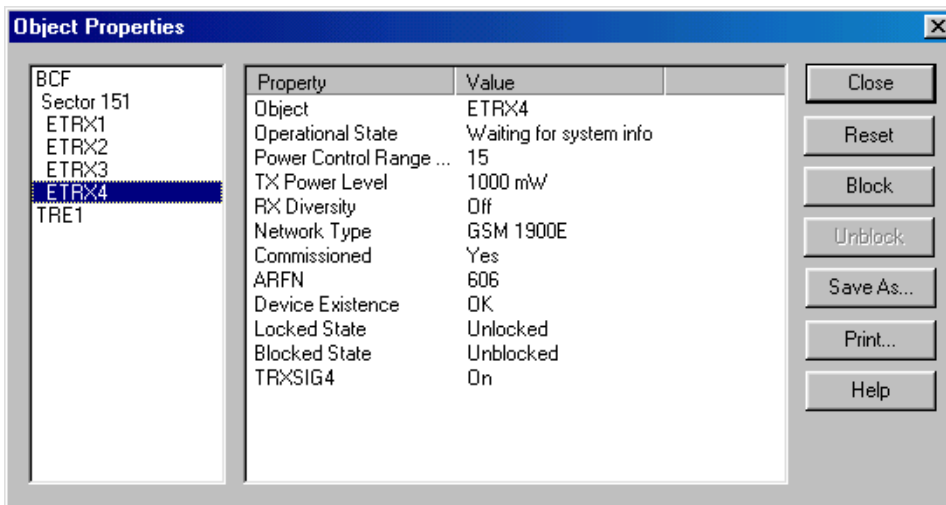 Object Properties
BCF
Sector 151
ETRX1
ETRX2
ETRX3
ETRX4
TRE1
Property Value
Object ETRX4
Operational State Waiting for system info
Power Control Range ... 15
TX Power Level 1000 mW
RX Diversity Off
Network Type GSM 1900E
Commissioned Yes
ARFN 606
Device Existence OK
Locked State Unlocked
Blocked State Unblocked
TRXSIG4 On
Close
Reset
Block
Unblock
Save As...
Print...
Help